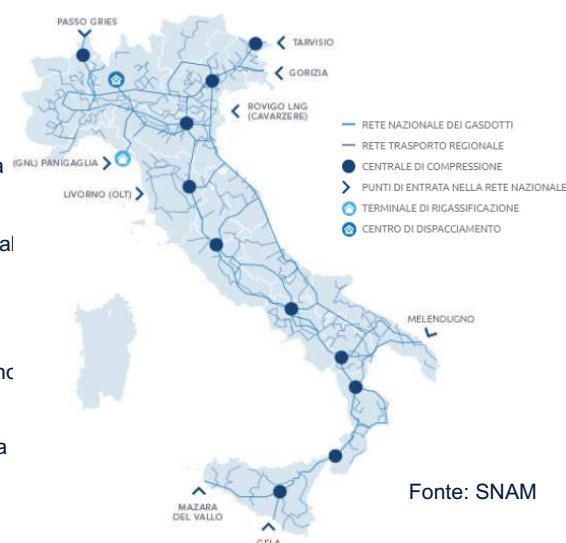 PASSO GRIES
TARVISIO
GORIZIA
ROVIGO LNG
(CAVARZERE)
(GNL) PANIGAGLIA
LIVORNO (OLT)
RETE NAZIONALE DEI GASDOTTI
RETE TRASPORTO REGIONALE
CENTRALE DI COMPRESSIONE
PUNTI DI ENTRATA NELLA RETE NAZIONALE
TERMINALE DI RIGASSIFICAZIONE
CENTRO DI DISPACCIAMENTO
MELENDUGNO
MAZARA
DEL VALLO
GELA
Fonte: SNAM